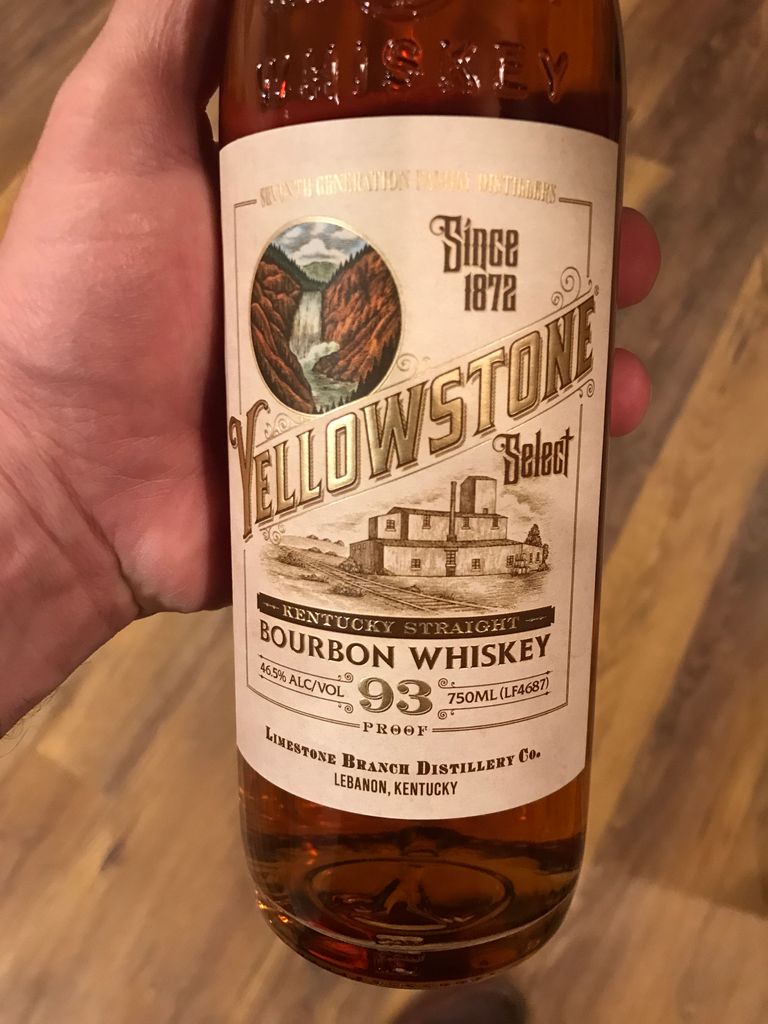 WHISKEY
SEVENTH GENERATION FAMILY DISTILLERS
Since
1872
YELLOWSTONE®
Select
KENTUCKY STRAIGHT
BOURBON WHISKEY
46.5% ALC/VOL 93 750ML (LF4687)
PROOF
LIMESTONE BRANCH DISTILLERY CO.
LEBANON, KENTUCKY